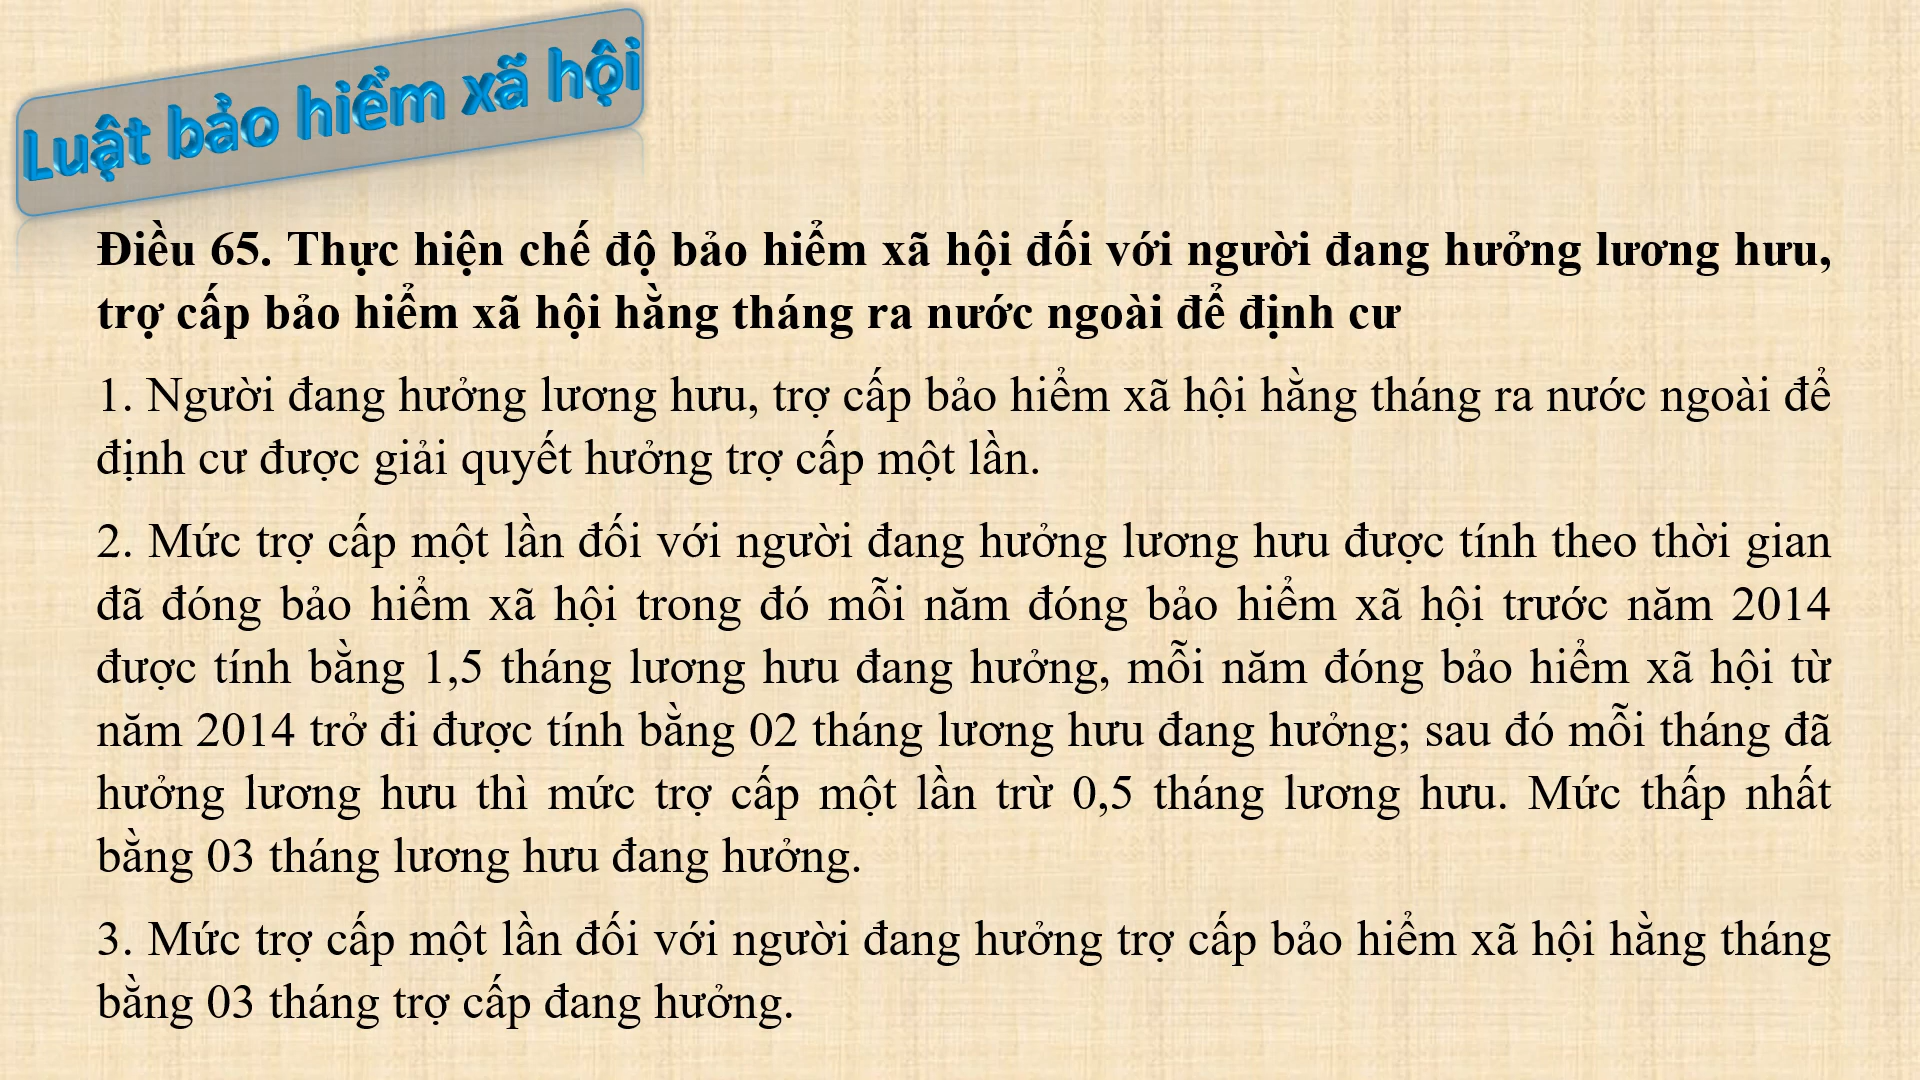 Luật bảo hiểm xã hội
Điều 65. Thực hiện chế độ bảo hiểm xã hội đối với người đang hưởng lương hưu,
trợ cấp bảo hiểm xã hội hằng tháng ra nước ngoài để định cư
1. Người đang hưởng lương hưu, trợ cấp bảo hiểm xã hội hằng tháng ra nước ngoài để
định cư được giải quyết hưởng trợ cấp một lần.
2. Mức trợ cấp một lần đối với người đang hưởng lương hưu được tính theo thời gian
đã đóng bảo hiểm xã hội trong đó mỗi năm đóng bảo hiểm xã hội trước năm 2014
được tính bằng 1,5 tháng lương hưu đang hưởng, mỗi năm đóng bảo hiểm xã hội từ
năm 2014 trở đi được tính bằng 02 tháng lương hưu đang hưởng; sau đó mỗi tháng đã
hưởng lương hưu thì mức trợ cấp một lần trừ 0,5 tháng lương hưu. Mức thấp nhất
bằng 03 tháng lương hưu đang hưởng.
3. Mức trợ cấp một lần đối với người đang hưởng trợ cấp bảo hiểm xã hội hằng tháng
bằng 03 tháng trợ cấp đang hưởng.